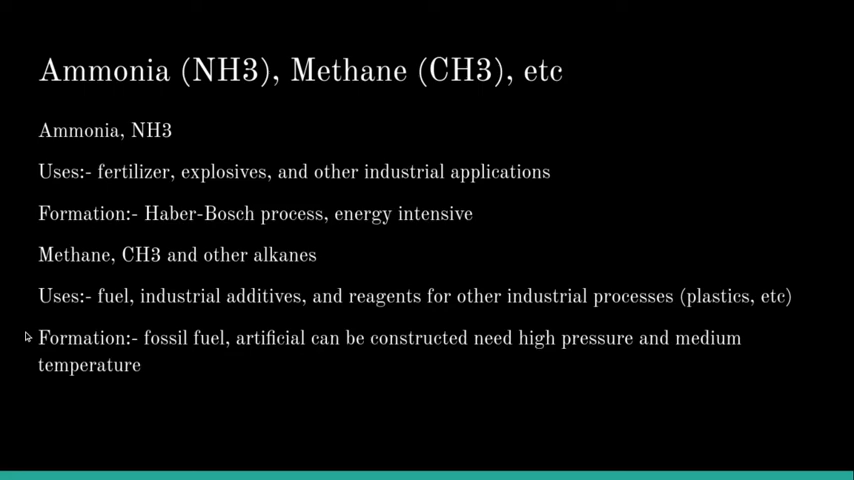 Ammonia (NH3), Methane (CH3), etc
Ammonia, NH3
Uses:- fertilizer, explosives, and other industrial applications
Formation:- Haber-Bosch process, energy intensive
Methane, CH3 and other alkanes
Uses:- fuel, industrial additives, and reagents for other industrial processes (plastics, etc)
Formation:- fossil fuel, artificial can be constructed need high pressure and medium
temperature